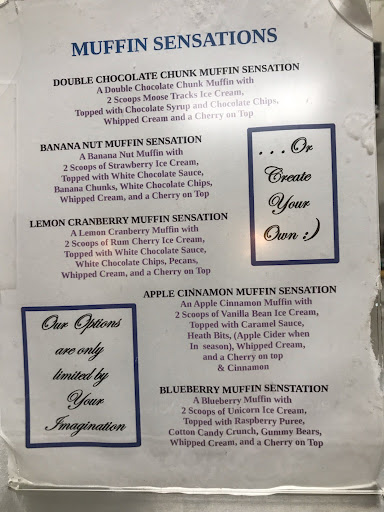 MUFFIN SENSATIONS
DOUBLE CHOCOLATE CHUNK MUFFIN SENSATION
A Double Chocolate Chunk Muffin with
2 Scoops Moose Tracks Ice Cream,
Topped with Chocolate Syrup and Chocolate Chips,
Whipped Cream and a Cherry on Top
BANANA NUT MUFFIN SENSATION
A Banana Nut Muffin with
2 Scoops of Strawberry Ice Cream,
Topped with White Chocolate Sauce,
Banana Chunks, White Chocolate Chips,
Whipped Cream, and a Cherry on Top
. . . Or
Create
Your
Own :)
LEMON CRANBERRY MUFFIN SENSATION
A Lemon Cranberry Muffin with
2 Scoops of Rum Cherry Ice Cream,
Topped with White Chocolate Sauce,
White Chocolate Chips, Pecans,
Whipped Cream, and a Cherry on Top
APPLE CINNAMON MUFFIN SENSATION
An Apple Cinnamon Muffin with
2 Scoops of Vanilla Bean Ice Cream,
Topped with Caramel Sauce,
Heath Bits, (Apple Cider when
In season), Whipped Cream,
and a Cherry on top
& Cinnamon
Our Options
are only
limited by
Your
Imagination
BLUEBERRY MUFFIN SENSTATION
A Blueberry Muffin with
2 Scoops of Unicorn Ice Cream,
Topped with Raspberry Puree,
Cotton Candy Crunch, Gummy Bears,
Whipped Cream, and a Cherry on Top